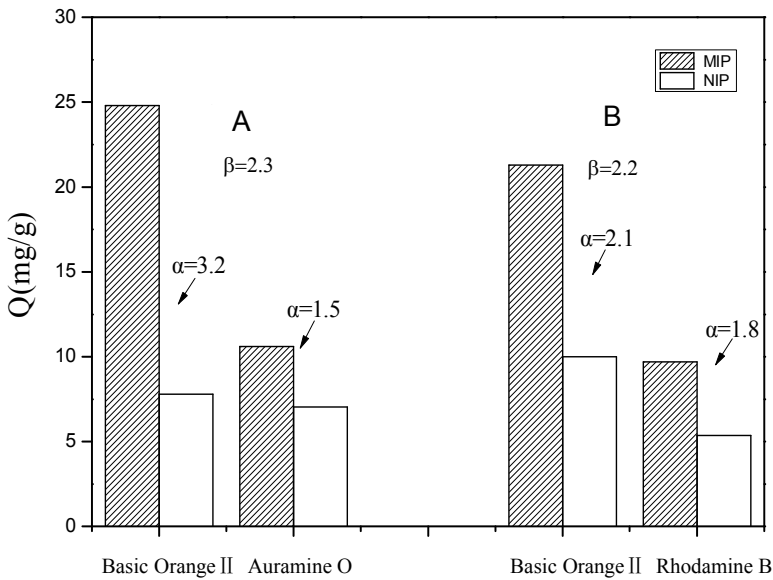 30
25
20
15
10
5
0
Q(mg/g)
MIP
NIP
A
β=2.3
α=3.2
α=1.5
B
β=2.2
α=2.1
α=1.8
Basic Orange Ⅱ
Auramine O
Basic Orange Ⅱ
Rhodamine B